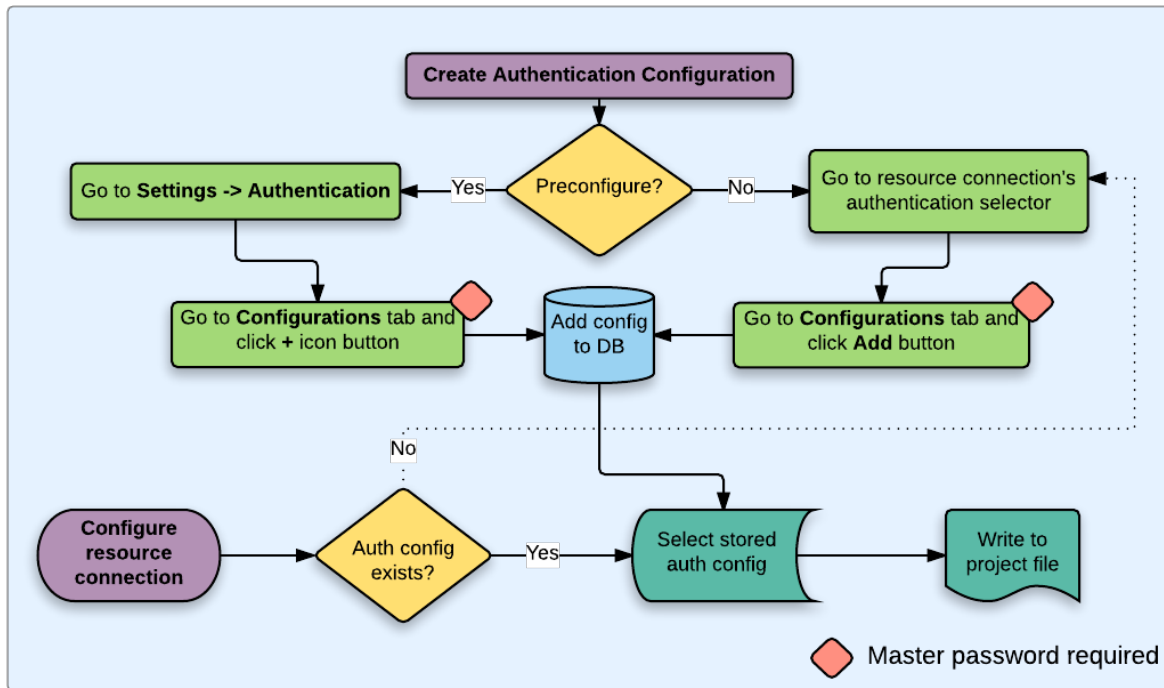 Create Authentication Configuration
Preconfigure?
Yes
No
Go to Settings -> Authentication
Go to resource connection's
authentication selector
Go to Configurations tab and
click + icon button
Add config
to DB
Go to Configurations tab and
click Add button
No
Configure
resource
connection
Auth config
exists?
Yes
Select stored
auth config
Write to
project file
Master password required